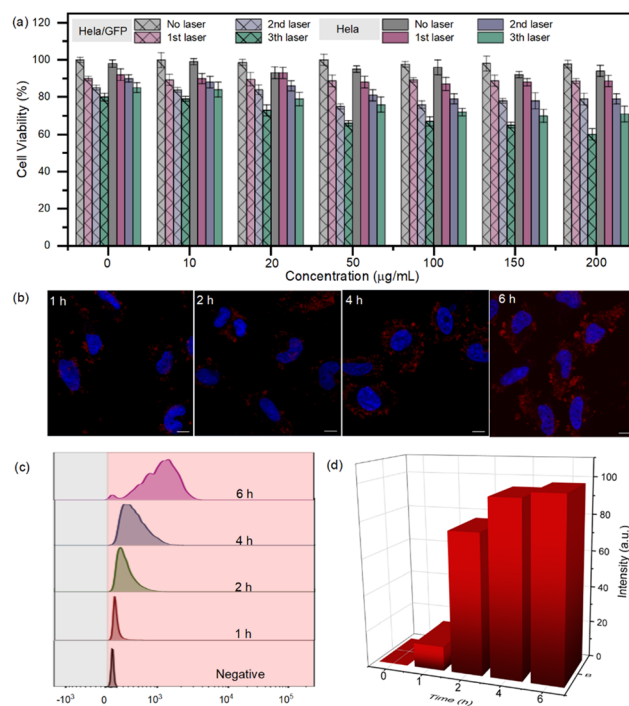 (a)
Hela/GFP
No laser
2nd laser
1st laser
3th laser
Hela
No laser
2nd laser
1st laser
3th laser
Cell Viability (%)
120
100
80
60
40
20
0
0
10
20
50
100
150
200
Concentration (µg/mL)
(b)
1 h
2 h
4 h
6 h
(c)
6 h
4 h
2 h
1 h
Negative
-10³
0
10³
10⁴
10⁵
(d)
100
80
60
40
20
0
Intensity (a.u.)
0
1
2
4
6
Time (h)